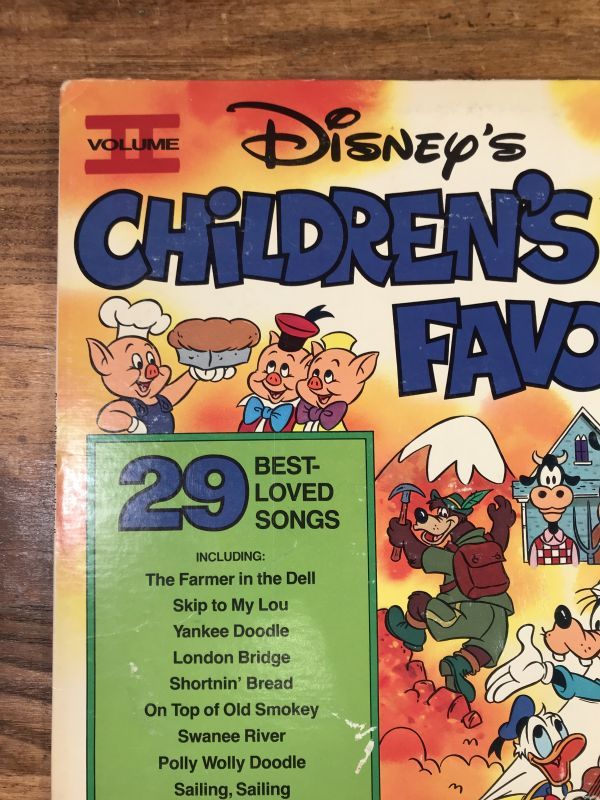 II
VOLUME
DISNEY'S
CHiLDREN'S
FAVO
29
BEST-
LOVED
SONGS
INCLUDING:
The Farmer in the Dell
Skip to My Lou
Yankee Doodle
London Bridge
Shortnin' Bread
On Top of Old Smokey
Swanee River
Polly Wolly Doodle
Sailing, Sailing